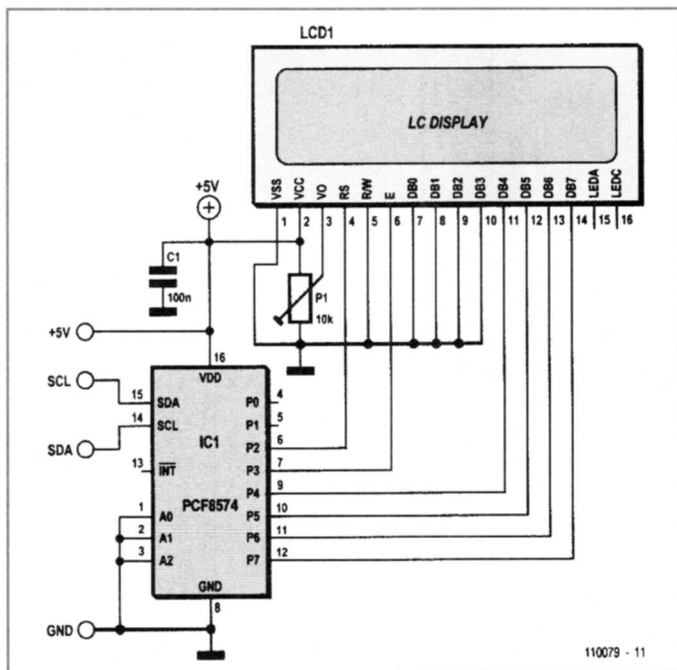 LCD1
LC DISPLAY
VSS VCC VO RS R/W E DB0 DB1 DB2 DB3 DB4 DB5 DB6 DB7 LEDA LEDC
1 2 3 4 5 6 7 8 9 10 11 12 13 14 15 16
+5V
C1
100n
P1
10k
+5V
16
VDD
SCL 15 SDA P0 4
14 SCL P1 5
IC1 P2 6
SDA 13 INT P3 7
PCF8574 P4 9
1 A0 P5 10
2 A1 P6 11
3 A2 P7 12
GND
8
GND
110079 - 11